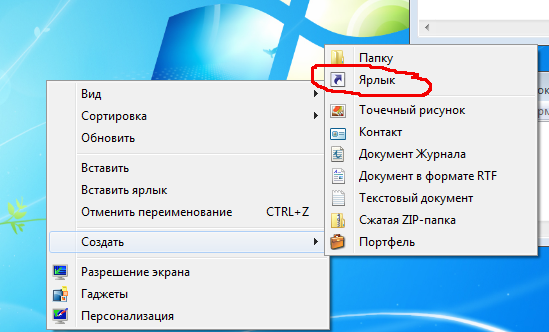 Вид
Сортировка
Обновить
Вставить
Вставить ярлык
Отменить переименование CTRL+Z
Создать
Разрешение экрана
Гаджеты
Персонализация
Папку
Ярлык
Точечный рисунок
Контакт
Документ Журнала
Документ в формате RTF
Текстовый документ
Сжатая ZIP-папка
Портфель